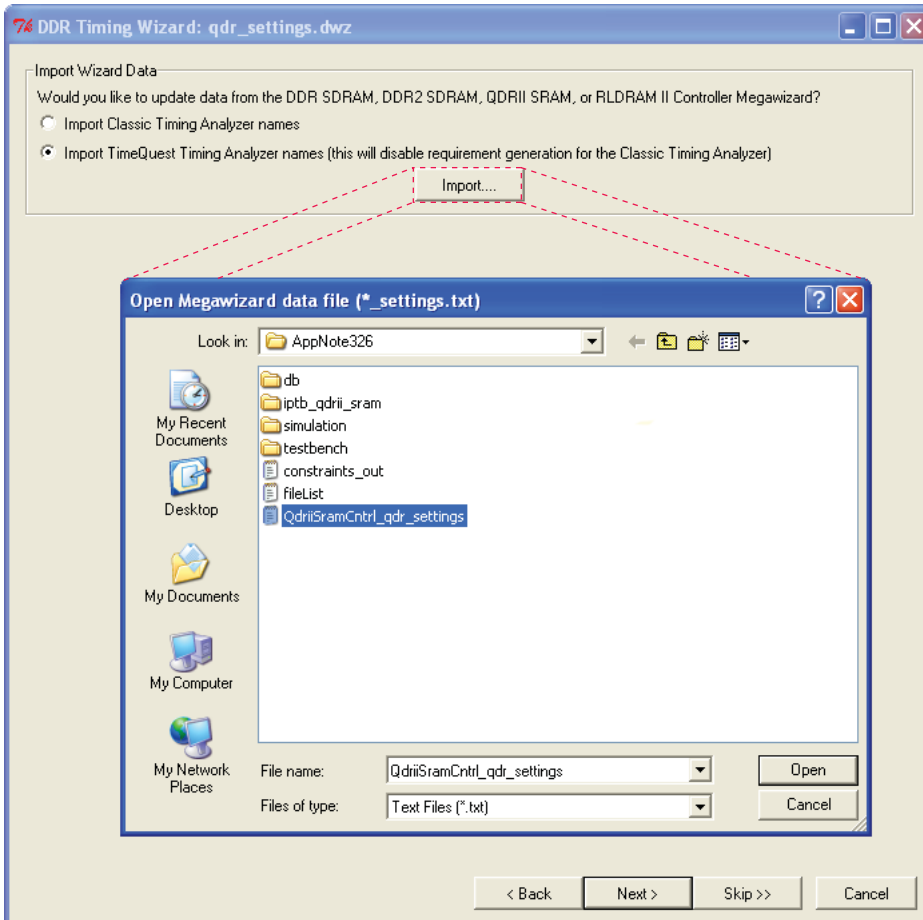 DDR Timing Wizard: qdr_settings.dwz
Import Wizard Data
Would you like to update data from the DDR SDRAM, DDR2 SDRAM, QDRII SRAM, or RLDRAM II Controller Megawizard?
Import Classic Timing Analyzer names
Import TimeQuest Timing Analyzer names (this will disable requirement generation for the Classic Timing Analyzer)
Import....
Open Megawizard data file (*_settings.txt)
Look in: AppNote326
My Recent
Documents
Desktop
My Documents
My Computer
My Network
Places
db
iptb_qdrii_sram
simulation
testbench
constraints_out
fileList
QdriiSramCntrl_qdr_settings
File name: QdriiSramCntrl_qdr_settings Open
Files of type: Text Files (*.txt) Cancel
< Back Next > Skip >> Cancel